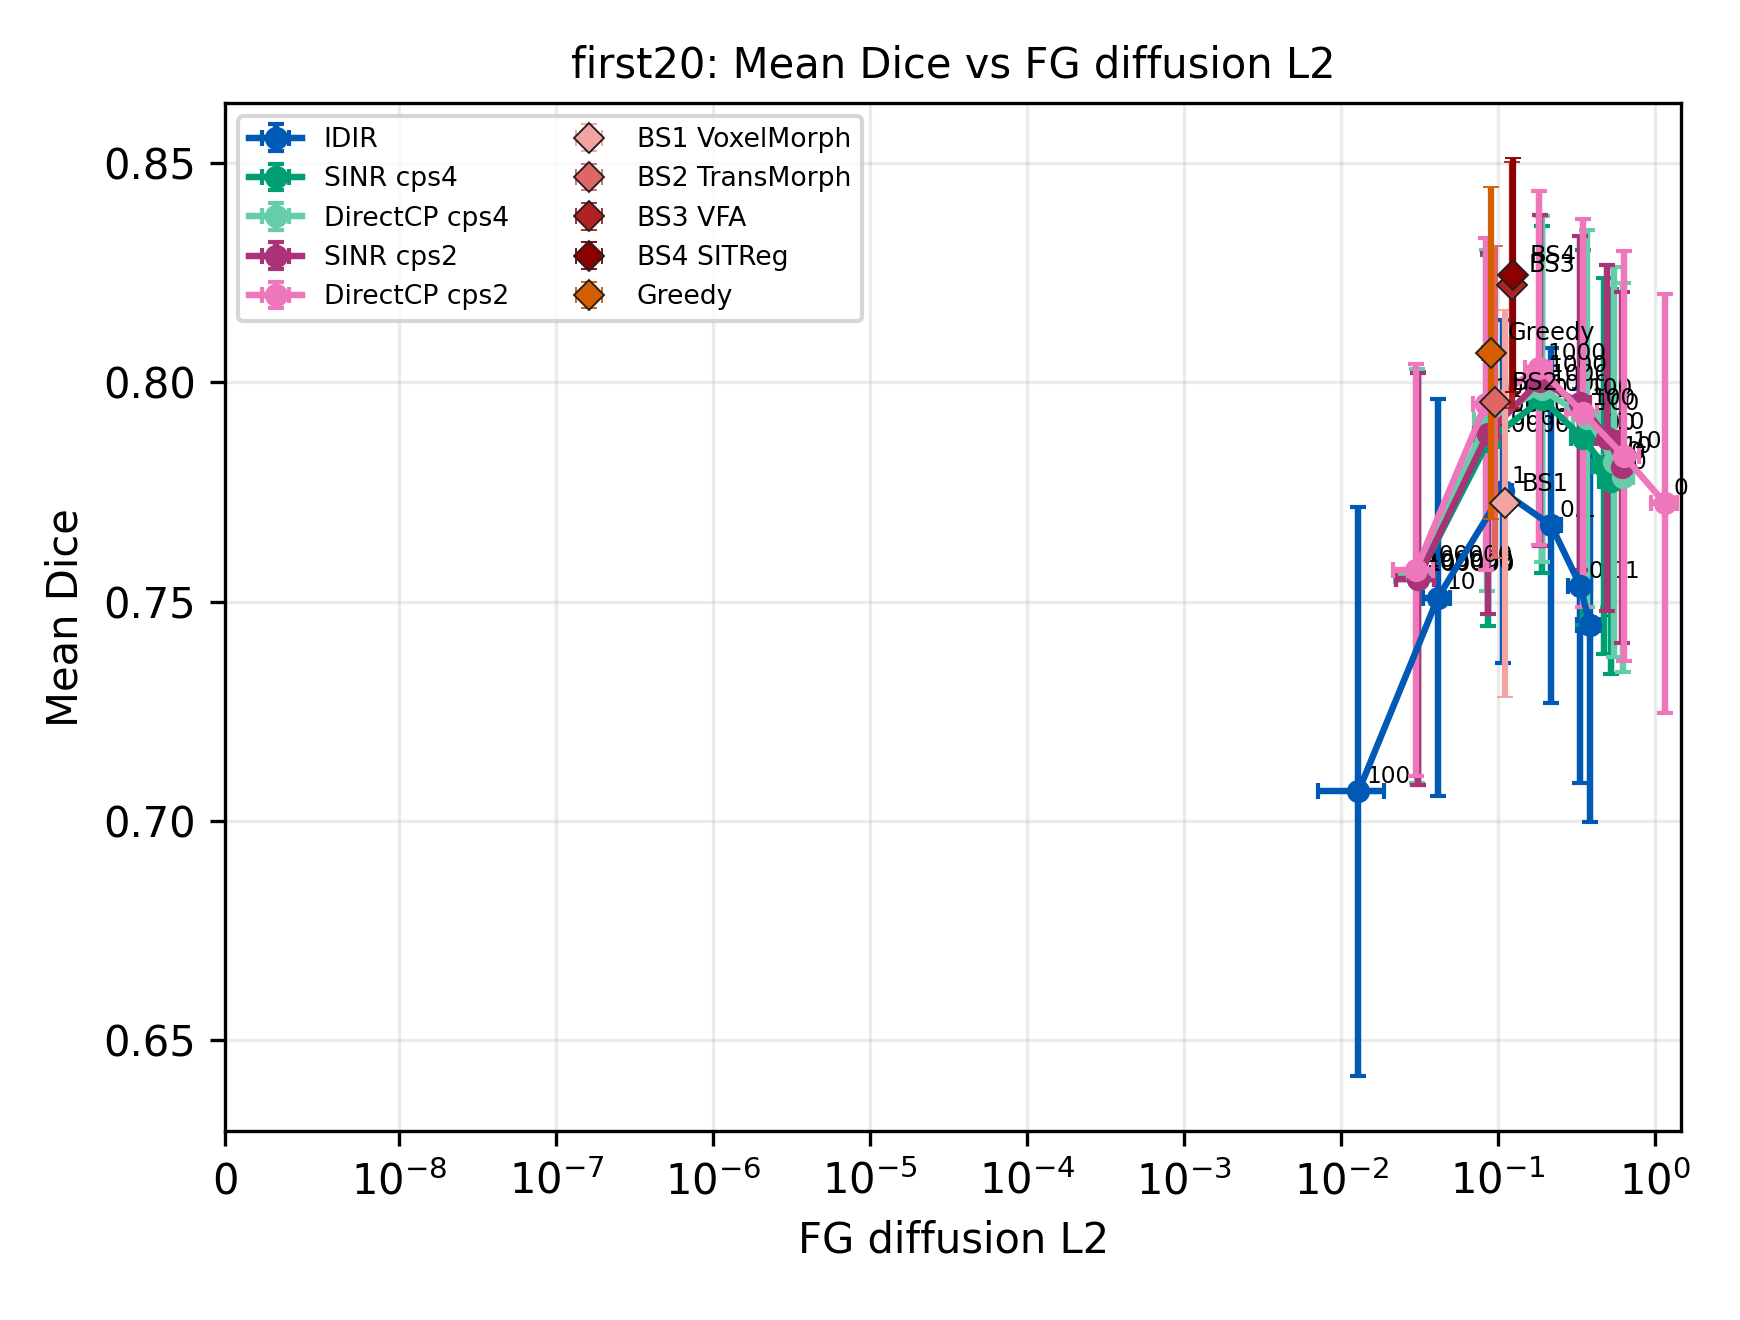 first20: Mean Dice vs FG diffusion L2
IDIR
SINR cps4
DirectCP cps4
SINR cps2
DirectCP cps2
BS1 VoxelMorph
BS2 TransMorph
BS3 VFA
BS4 SITReg
Greedy
0.85
0.80
0.75
0.70
0.65
Mean Dice
BS4
BS3
Greedy
1000
BS2
100
10
1
BS1
0
10
100
0 10⁻⁸ 10⁻⁷ 10⁻⁶ 10⁻⁵ 10⁻⁴ 10⁻³ 10⁻² 10⁻¹ 10⁰
FG diffusion L2